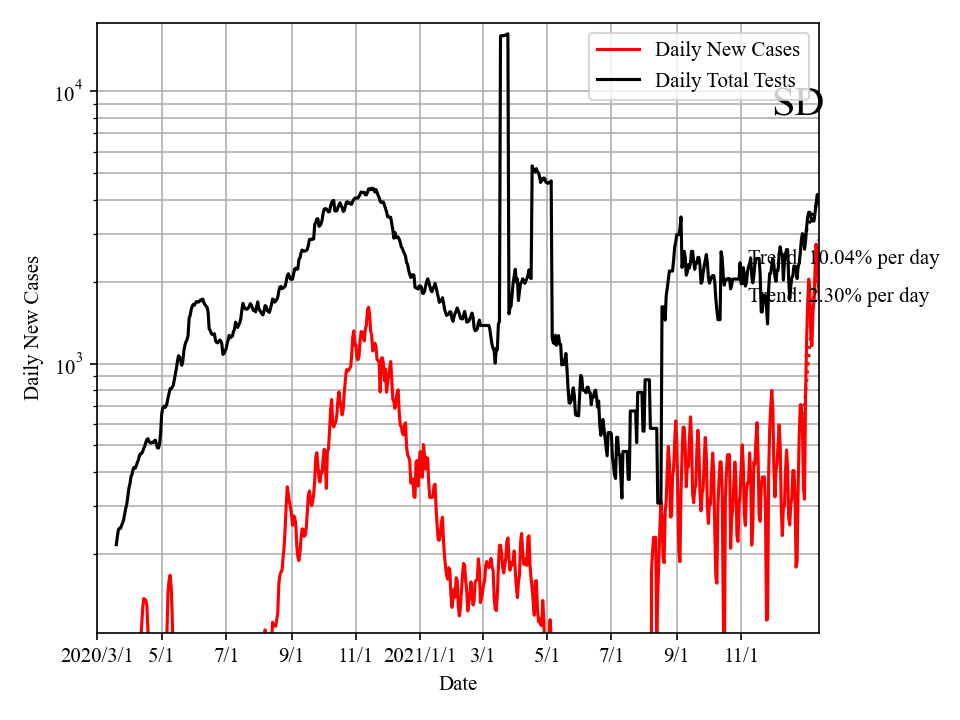 Daily New Cases
Daily Total Tests
SD
10^4
Trend: 10.04% per day
Trend: 2.30% per day
10^3
Daily New Cases
2020/3/1 5/1 7/1 9/1 11/1 2021/1/1 3/1 5/1 7/1 9/1 11/1
Date